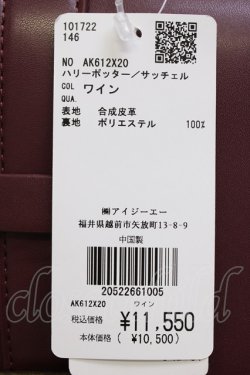 101722
146
NO AK612X20
ハリーポッター／サッチェル
COL ワイン
QUA.
表地 合成皮革
裏地 ポリエステル 100%
㈱アイジーエー
福井県越前市矢放町13-8-9
中国製
20522661005
AK612X20 ワイン
税込価格 ¥11,550
本体価格 ( ¥10,500)